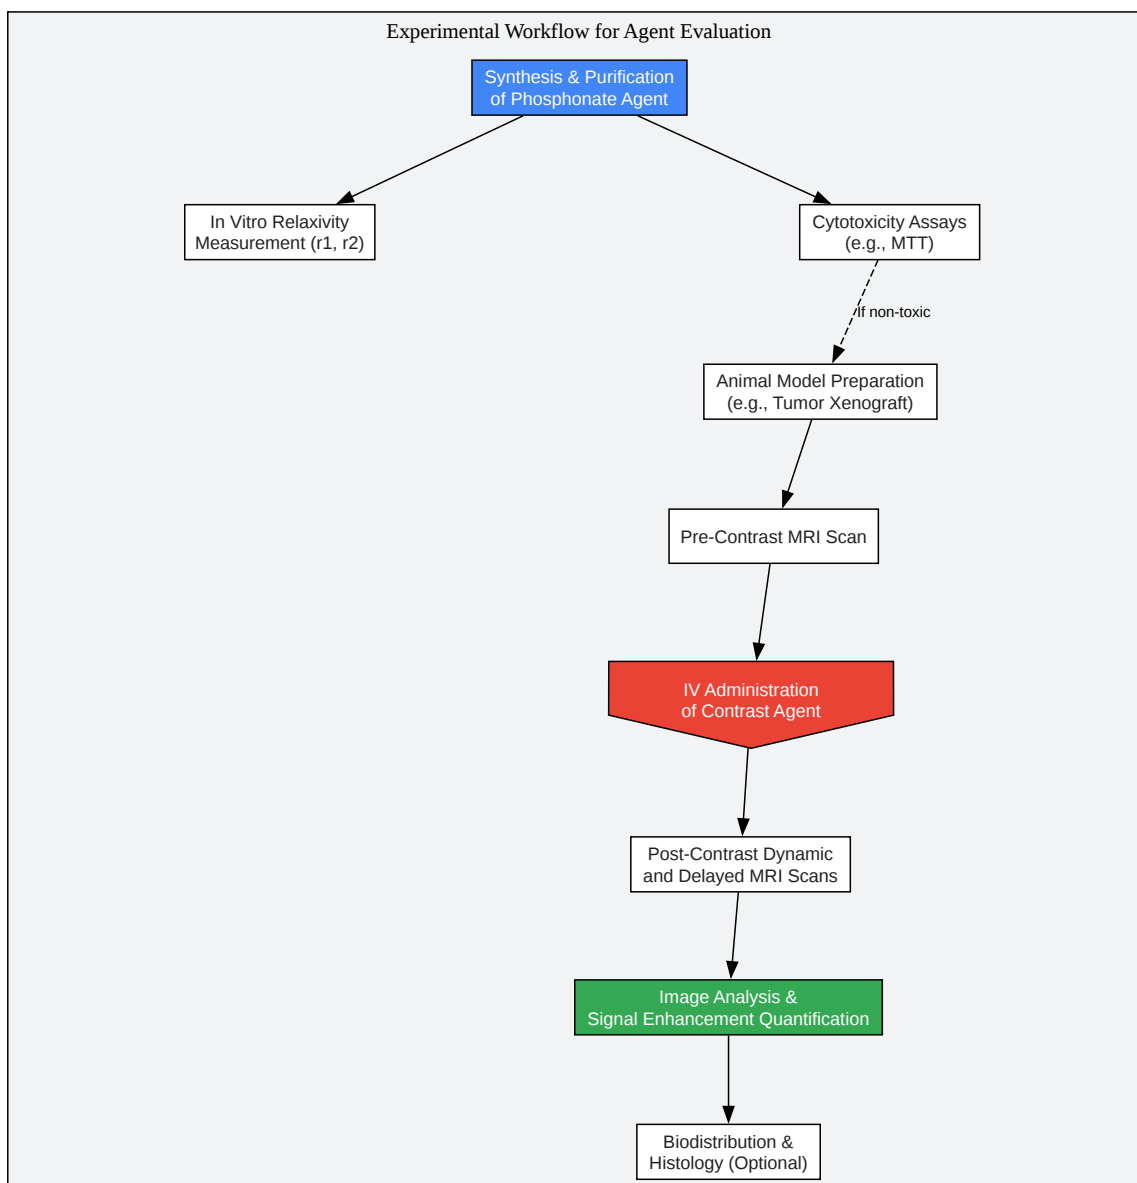 Experimental Workflow for Agent Evaluation
Synthesis & Purification
of Phosphonate Agent
In Vitro Relaxivity
Measurement (r1, r2)
Cytotoxicity Assays
(e.g., MTT)
If non-toxic
Animal Model Preparation
(e.g., Tumor Xenograft)
Pre-Contrast MRI Scan
IV Administration
of Contrast Agent
Post-Contrast Dynamic
and Delayed MRI Scans
Image Analysis &
Signal Enhancement Quantification
Biodistribution &
Histology (Optional)